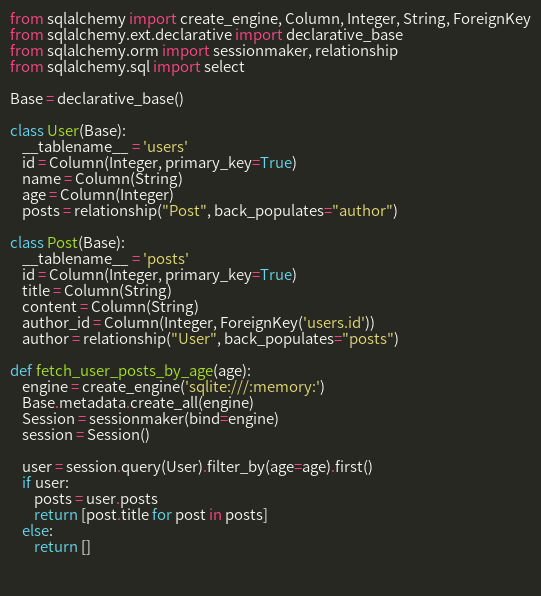 from sqlalchemy import create_engine, Column, Integer, String, ForeignKey
from sqlalchemy.ext.declarative import declarative_base
from sqlalchemy.orm import sessionmaker, relationship
from sqlalchemy.sql import select

Base = declarative_base()

class User(Base):
    __tablename__ = 'users'
    id = Column(Integer, primary_key=True)
    name = Column(String)
    age = Column(Integer)
    posts = relationship("Post", back_populates="author")

class Post(Base):
    __tablename__ = 'posts'
    id = Column(Integer, primary_key=True)
    title = Column(String)
    content = Column(String)
    author_id = Column(Integer, ForeignKey('users.id'))
    author = relationship("User", back_populates="posts")

def fetch_user_posts_by_age(age):
    engine = create_engine('sqlite:///:memory:')
    Base.metadata.create_all(engine)
    Session = sessionmaker(bind=engine)
    session = Session()

    user = session.query(User).filter_by(age=age).first()
    if user:
        posts = user.posts
        return [post.title for post in posts]
    else:
        return []